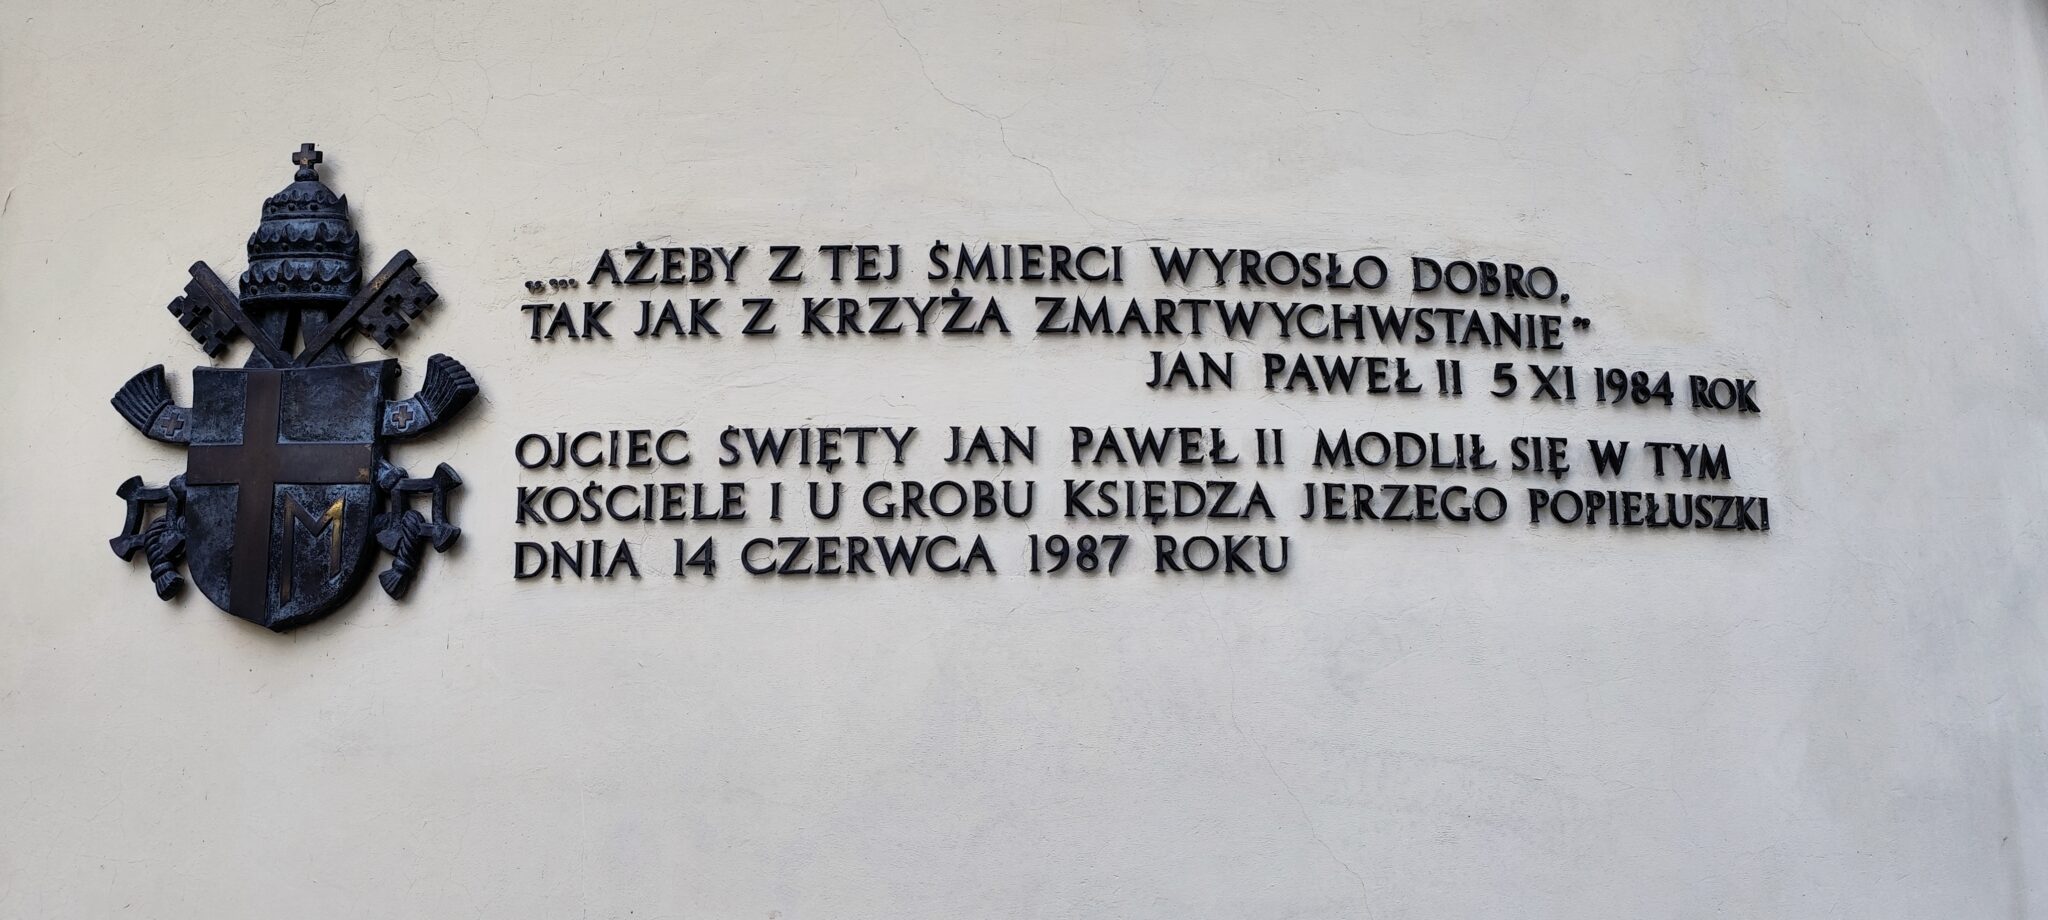 „... AŻEBY Z TEJ ŚMIERCI WYROSŁO DOBRO,
TAK JAK Z KRZYŻA ZMARTWYCHWSTANIE”
JAN PAWEŁ II 5 XI 1984 ROK
OJCIEC ŚWIĘTY JAN PAWEŁ II MODLIŁ SIĘ W TYM
KOŚCIELE I U GROBU KSIĘDZA JERZEGO POPIEŁUSZKI
DNIA 14 CZERWCA 1987 ROKU
M